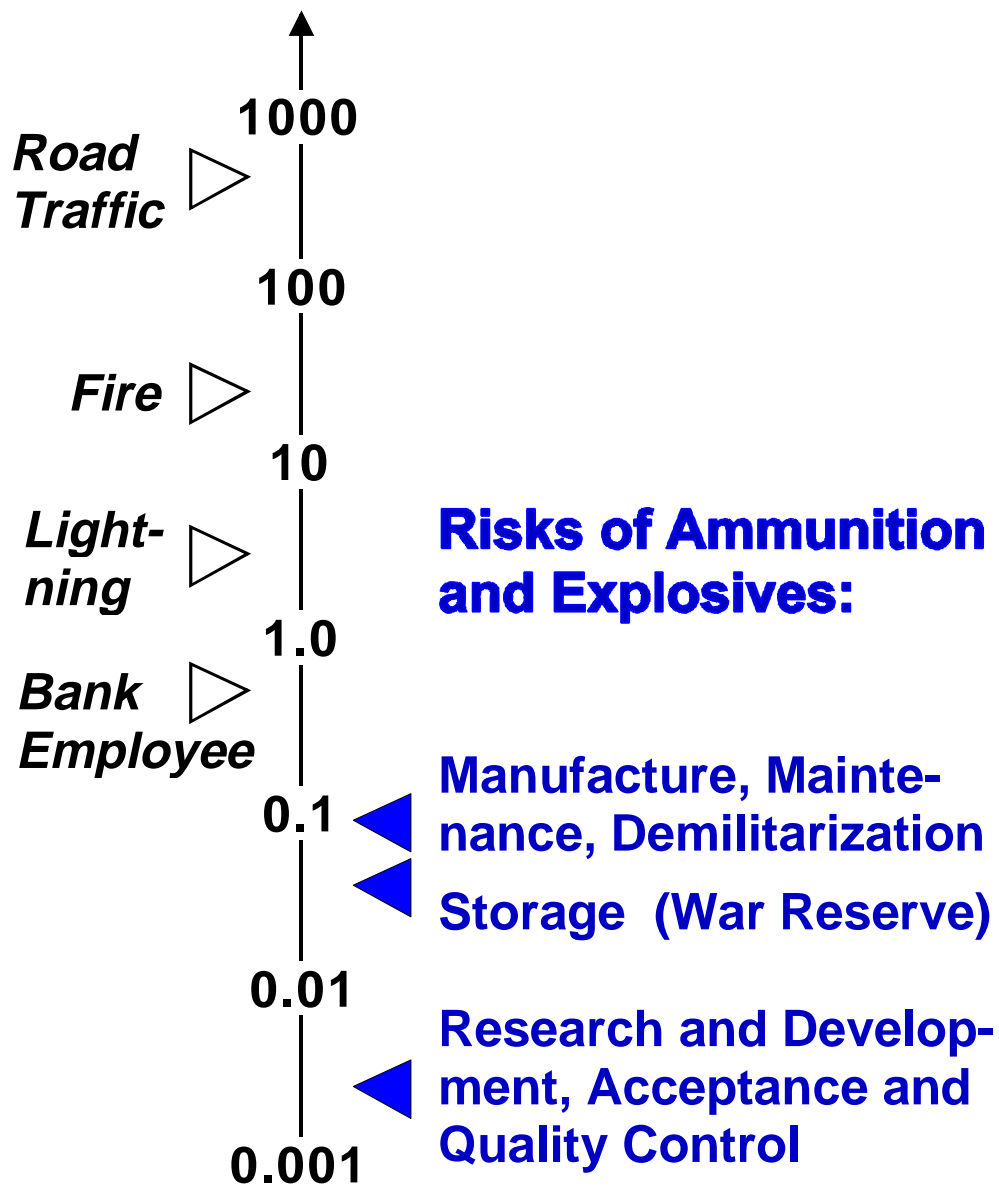 1000
Road
Traffic
100
Fire
10
Light-
ning
Risks of Ammunition
and Explosives:
1.0
Bank
Employee
Manufacture, Mainte-
nance, Demilitarization
0.1
Storage (War Reserve)
0.01
Research and Develop-
ment, Acceptance and
Quality Control
0.001